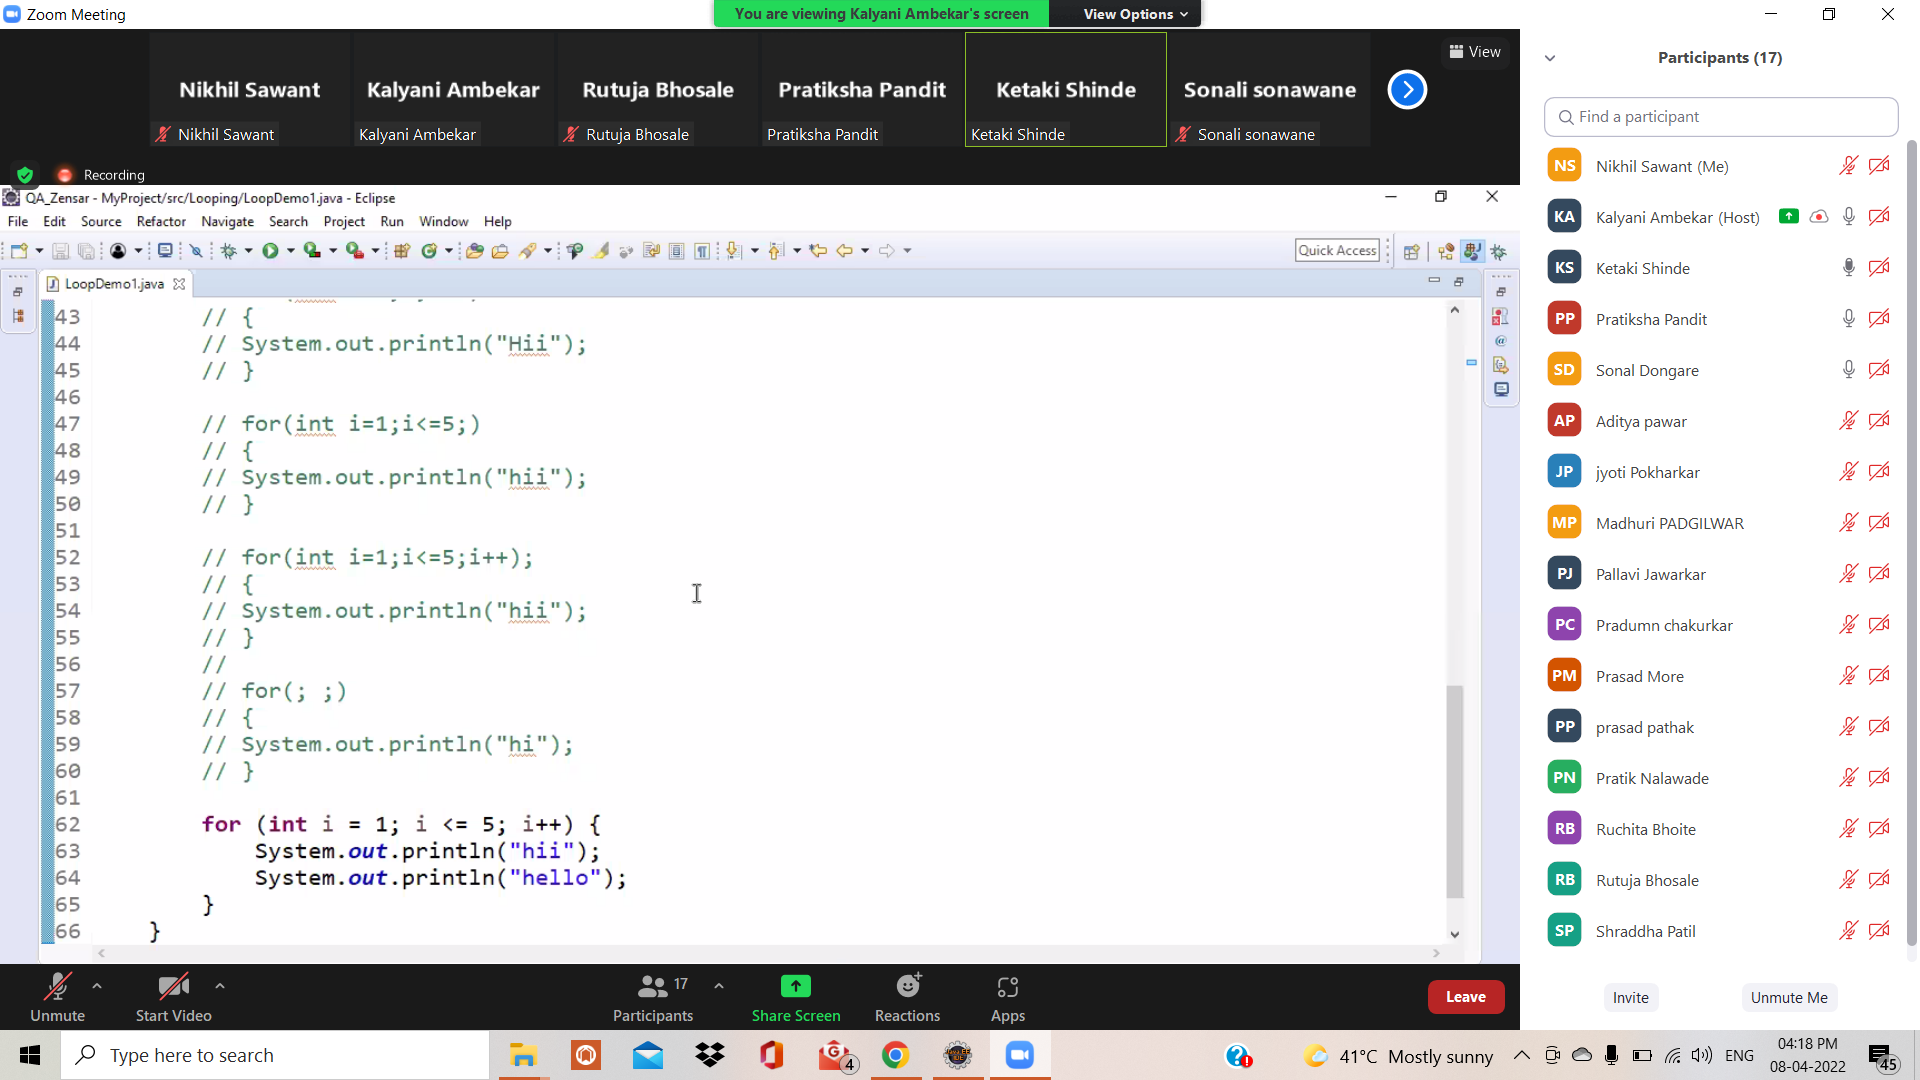 Zoom Meeting
You are viewing Kalyani Ambekar's screen
View Options
Nikhil Sawant
Kalyani Ambekar
Rutuja Bhosale
Pratiksha Pandit
Ketaki Shinde
Sonali sonawane
View
Nikhil Sawant
Kalyani Ambekar
Rutuja Bhosale
Pratiksha Pandit
Ketaki Shinde
Sonali sonawane
Recording
QA_Zensar - MyProject/src/Looping/LoopDemo1.java - Eclipse
File Edit Source Refactor Navigate Search Project Run Window Help
Quick Access
LoopDemo1.java
43 // {
44 // System.out.println("Hii");
45 // }
46
47 // for(int i=1;i<=5;)
48 // {
49 // System.out.println("hii");
50 // }
51
52 // for(int i=1;i<=5;i++);
53 // {
54 // System.out.println("hii");
55 // }
56 //
57 // for(; ;)
58 // {
59 // System.out.println("hi");
60 // }
61
62 for (int i = 1; i <= 5; i++) {
63 System.out.println("hii");
64 System.out.println("hello");
65 }
66 }
Participants (17)
Find a participant
NS Nikhil Sawant (Me)
KA Kalyani Ambekar (Host)
KS Ketaki Shinde
PP Pratiksha Pandit
SD Sonal Dongare
AP Aditya pawar
JP jyoti Pokharkar
MP Madhuri PADGILWAR
PJ Pallavi Jawarkar
PC Pradumn chakurkar
PM Prasad More
PP prasad pathak
PN Pratik Nalawade
RB Ruchita Bhoite
RB Rutuja Bhosale
SP Shraddha Patil
Invite
Unmute Me
Unmute
Start Video
17
Participants
Share Screen
Reactions
Apps
Leave
Type here to search
4
41°C Mostly sunny
ENG
04:18 PM
08-04-2022
45